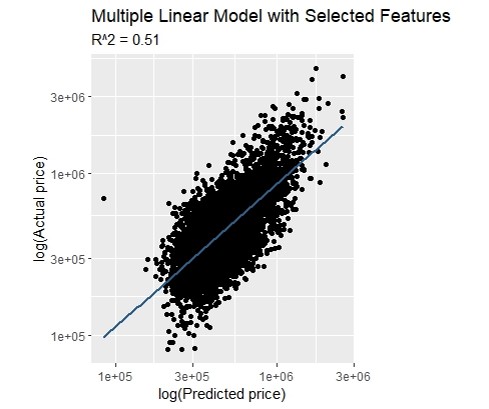 Multiple Linear Model with Selected Features
R^2 = 0.51
log(Actual price)
3e+06
1e+06
3e+05
1e+05
1e+05 3e+05 1e+06 3e+06
log(Predicted price)